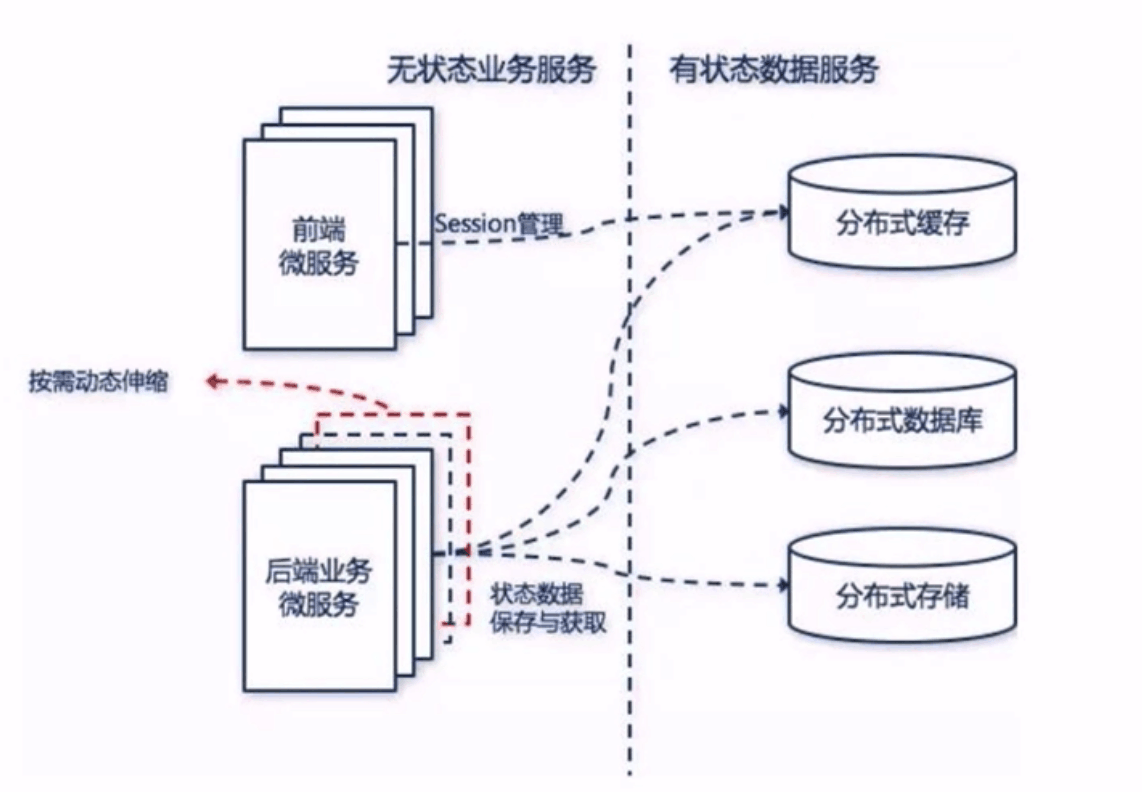 无状态业务服务
有状态数据服务
前端
微服务
Session管理
分布式缓存
按需动态伸缩
分布式数据库
后端业务
微服务
状态数据
保存与获取
分布式存储